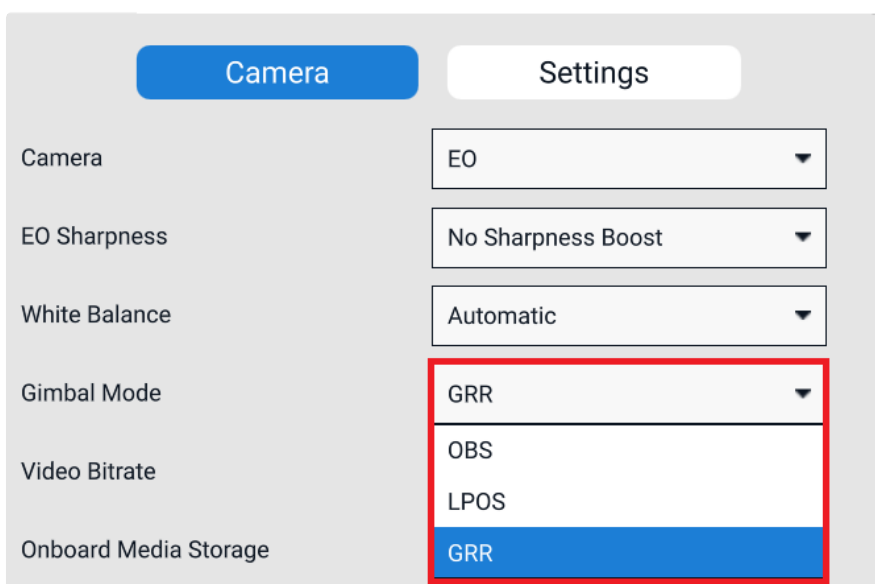 Camera Settings
Camera EO
EO Sharpness No Sharpness Boost
White Balance Automatic
Gimbal Mode GRR
OBS
Video Bitrate
LPOS
Onboard Media Storage GRR